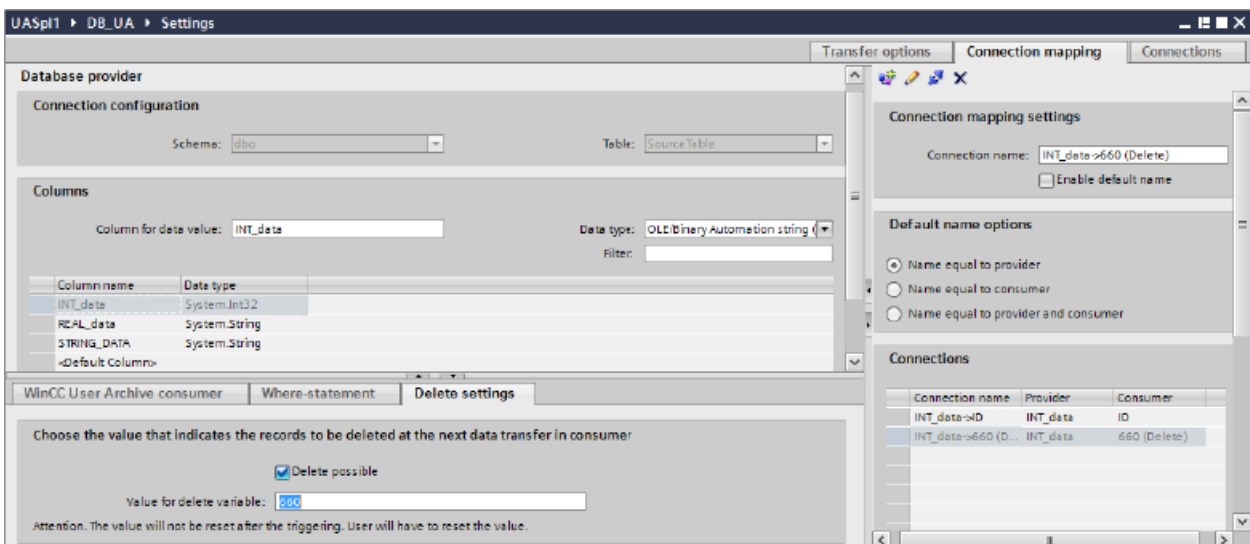 UASpl1 ▸ DB_UA ▸ Settings
Transfer options
Connection mapping
Connections
Database provider
Connection configuration
Schema: dbo
Table: SourceTable
Columns
Column for data value: INT_data
Data type: OLE/Binary Automation string (
Filter:
Column name Data type
INT_data System.Int32
REAL_data System.String
STRING_DATA System.String
<Default Column>
WinCC User Archive consumer
Where-statement
Delete settings
Choose the value that indicates the records to be deleted at the next data transfer in consumer
Delete possible
Value for delete variable: 660
Attention. The value will not be reset after the triggering. User will have to reset the value.
Connection mapping settings
Connection name: INT_data->660 (Delete)
Enable default name
Default name options
Name equal to provider
Name equal to consumer
Name equal to provider and consumer
Connections
Connection name Provider Consumer
INT_data->ID INT_data ID
INT_data->660 (D... INT_data 660 (Delete)